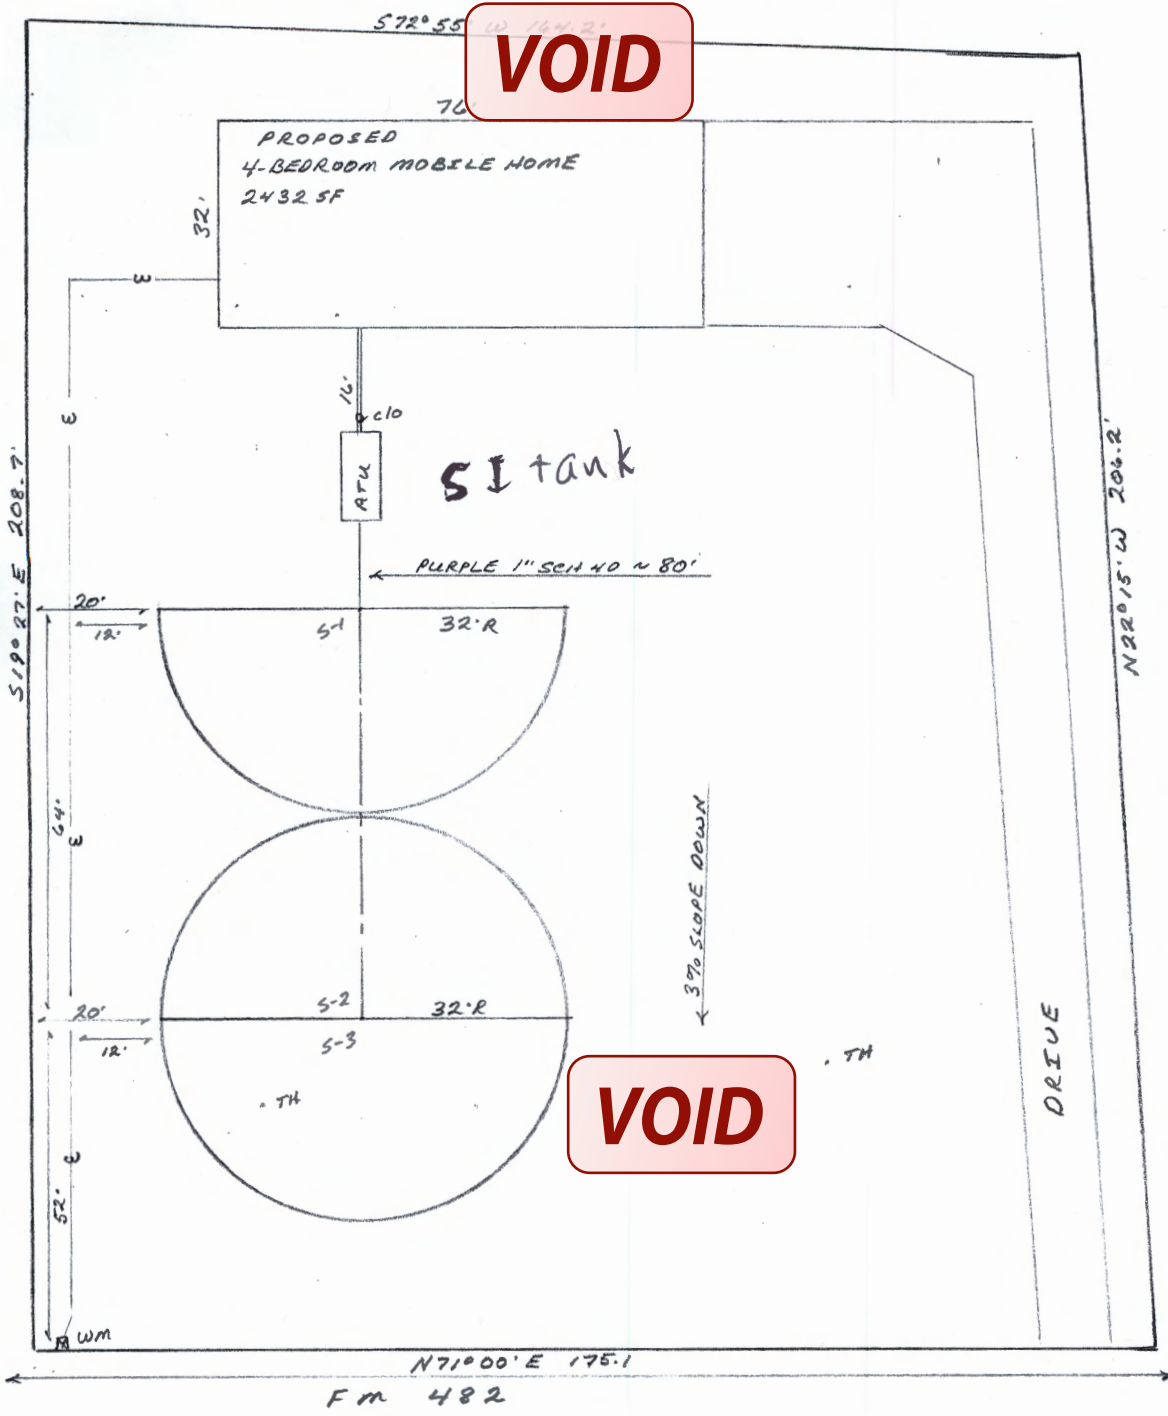 S72°55' W 164.2'
VOID
76'
PROPOSED
4-BEDROOM MOBILE HOME
2432 SF
32'
W
W
16'
c/o
ATU
SI tank
PURPLE 1" SCH 40 ~ 80'
S19°27'E 208.7'
N22°15'W 206.2'
20'
12'
S-1
32'R
64'
W
3% SLOPE DOWN
20'
12'
S-2
32'R
S-3
TH
TH
VOID
DRIVE
W
52'
WM
N71°00'E 175.1
FM 482